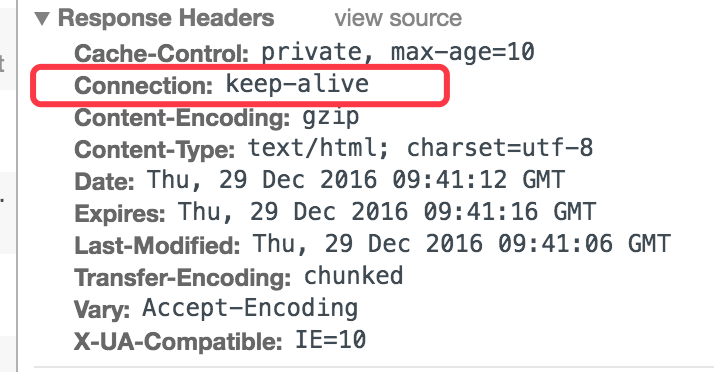 ▼ Response Headers view source
Cache-Control: private, max-age=10
Connection: keep-alive
Content-Encoding: gzip
Content-Type: text/html; charset=utf-8
Date: Thu, 29 Dec 2016 09:41:12 GMT
Expires: Thu, 29 Dec 2016 09:41:16 GMT
Last-Modified: Thu, 29 Dec 2016 09:41:06 GMT
Transfer-Encoding: chunked
Vary: Accept-Encoding
X-UA-Compatible: IE=10